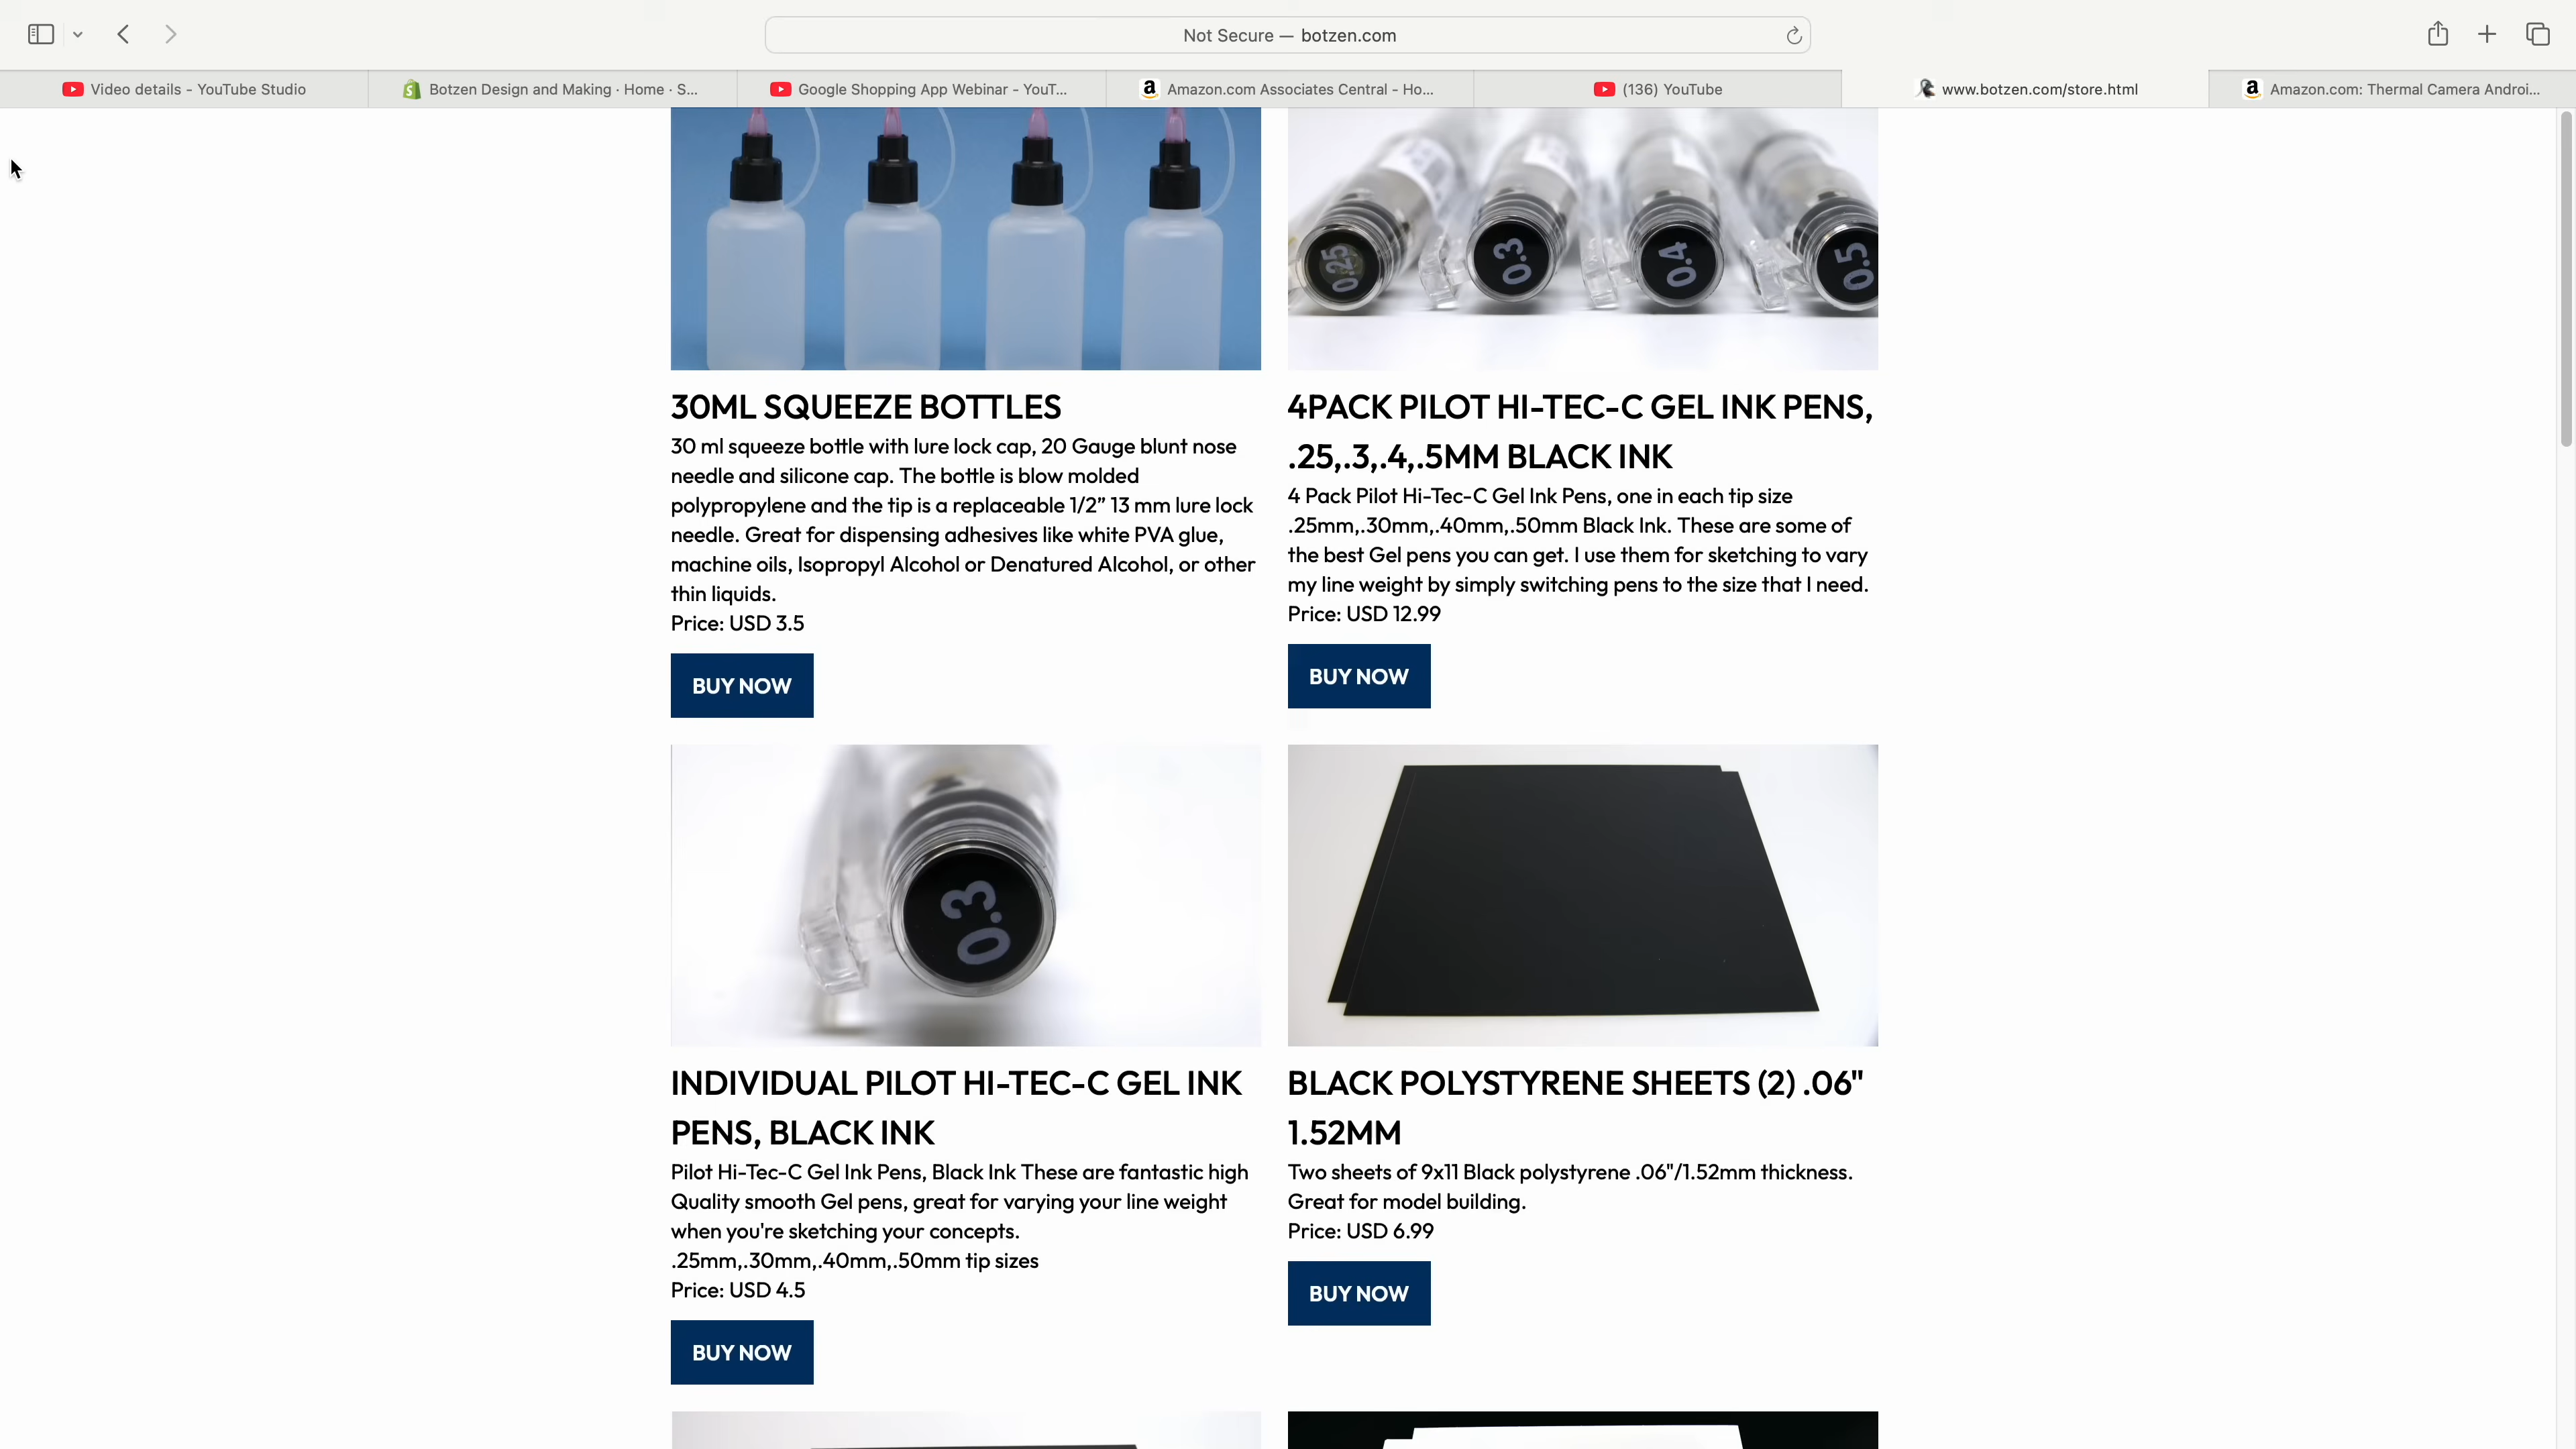 Not Secure — botzen.com
Video details - YouTube Studio
Botzen Design and Making · Home · S...
Google Shopping App Webinar - YouT...
a Amazon.com Associates Central - Ho...
(136) YouTube
www.botzen.com/store.html
a Amazon.com: Thermal Camera Androi...
0.25
0.3
0.4
0.5
30ML SQUEEZE BOTTLES
30 ml squeeze bottle with lure lock cap, 20 Gauge blunt nose
needle and silicone cap. The bottle is blow molded
polypropylene and the tip is a replaceable 1/2” 13 mm lure lock
needle. Great for dispensing adhesives like white PVA glue,
machine oils, Isopropyl Alcohol or Denatured Alcohol, or other
thin liquids.
Price: USD 3.5
BUY NOW
4PACK PILOT HI-TEC-C GEL INK PENS,
.25,.3,.4,.5MM BLACK INK
4 Pack Pilot Hi-Tec-C Gel Ink Pens, one in each tip size
.25mm,.30mm,.40mm,.50mm Black Ink. These are some of
the best Gel pens you can get. I use them for sketching to vary
my line weight by simply switching pens to the size that I need.
Price: USD 12.99
BUY NOW
0.3
INDIVIDUAL PILOT HI-TEC-C GEL INK
PENS, BLACK INK
Pilot Hi-Tec-C Gel Ink Pens, Black Ink These are fantastic high
Quality smooth Gel pens, great for varying your line weight
when you're sketching your concepts.
.25mm,.30mm,.40mm,.50mm tip sizes
Price: USD 4.5
BUY NOW
BLACK POLYSTYRENE SHEETS (2) .06"
1.52MM
Two sheets of 9x11 Black polystyrene .06"/1.52mm thickness.
Great for model building.
Price: USD 6.99
BUY NOW